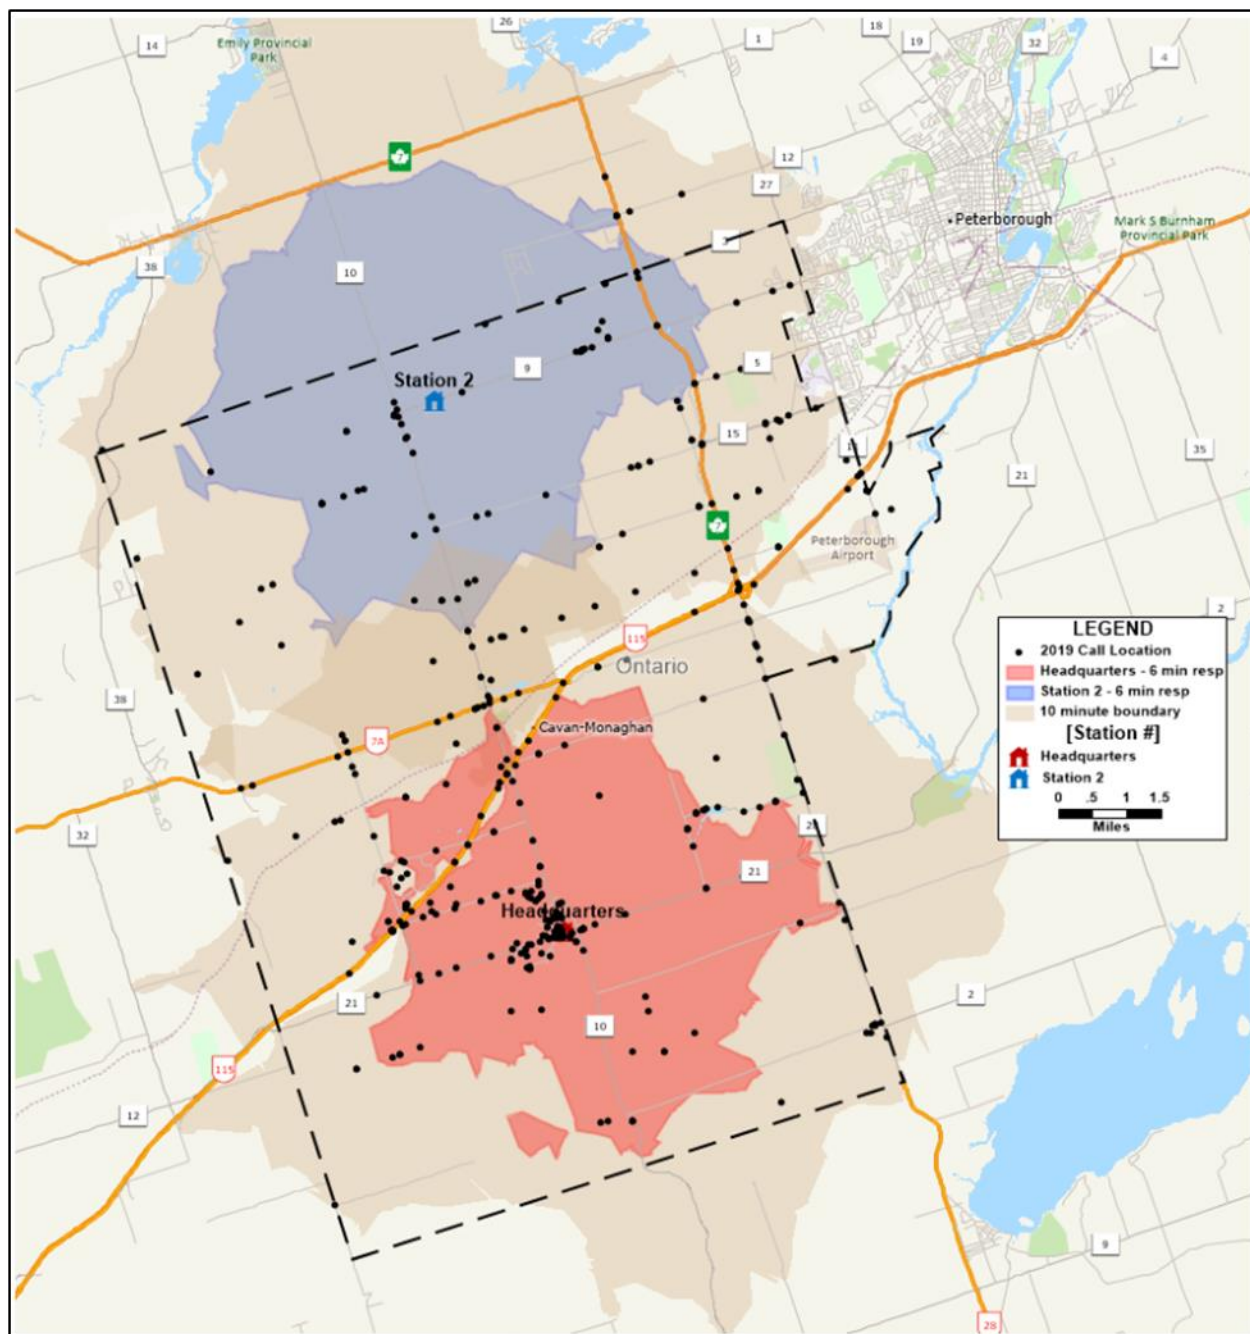 26
18
14
Emily Provincial
Park
1
19
32
4
7
12
27
Peterborough
Mark S Burnham
Provincial Park
3
38
10
5
9
Station 2
15
35
21
7
Peterborough
Airport
2
115
Ontario
38
7A
Cavan-Monaghan
32
21
Headquarters
2
21
10
115
12
9
28
LEGEND
2019 Call Location
Headquarters - 6 min resp
Station 2 - 6 min resp
10 minute boundary
[Station #]
Headquarters
Station 2
0 .5 1 1.5
Miles